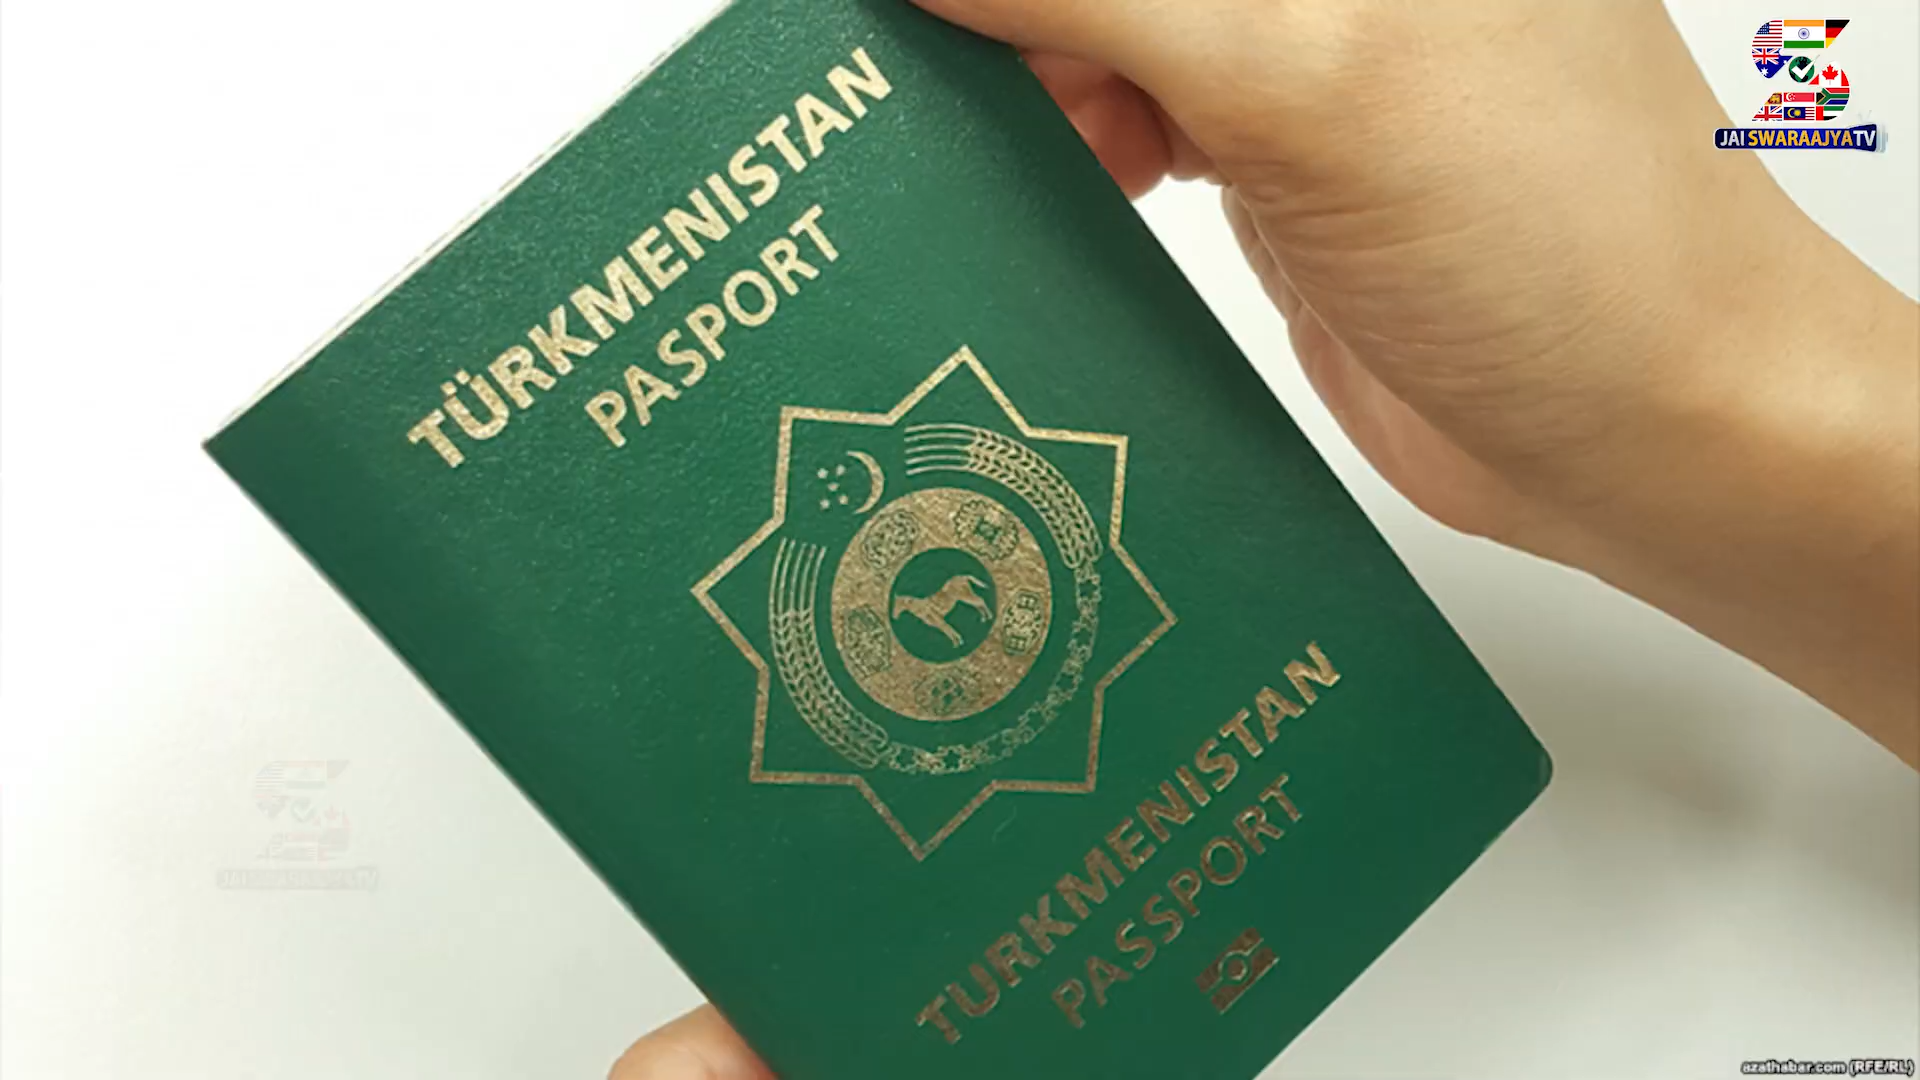 JAI SWARAAJYA TV
TÜRKMENISTAN
PASPORT
TURKMENISTAN
PASSPORT
azathabar.com (RFE/RL)